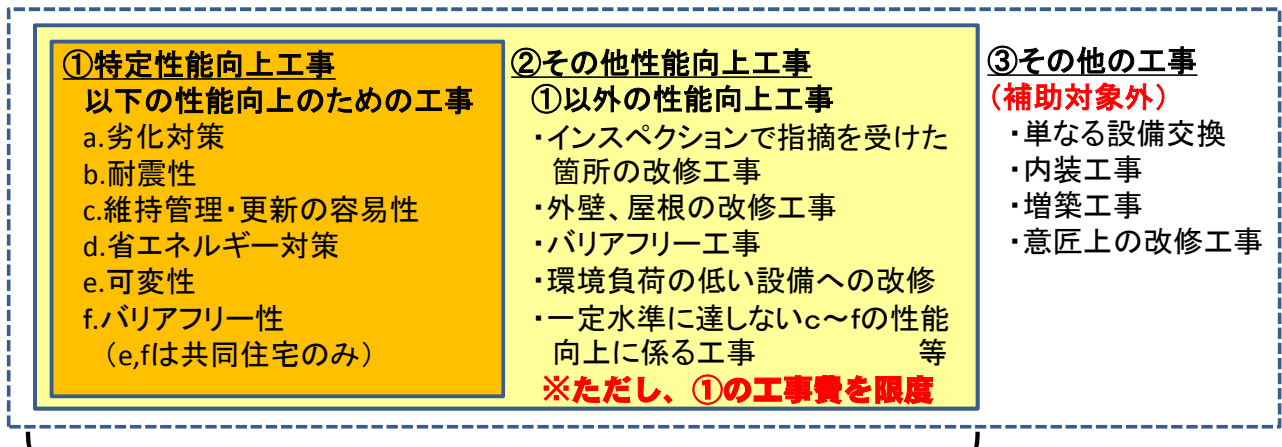 ①特定性能向上工事
以下の性能向上のための工事
a.劣化対策
b.耐震性
c.維持管理・更新の容易性
d.省エネルギー対策
e.可変性
f.バリアフリー性
（e,fは共同住宅のみ）
②その他性能向上工事
①以外の性能向上工事
・インスペクションで指摘を受けた
箇所の改修工事
・外壁、屋根の改修工事
・バリアフリー工事
・環境負荷の低い設備への改修
・一定水準に達しないｃ～ｆの性能
向上に係る工事　　　　　等
※ただし、①の工事費を限度
③その他の工事
（補助対象外）
・単なる設備交換
・内装工事
・増築工事
・意匠上の改修工事